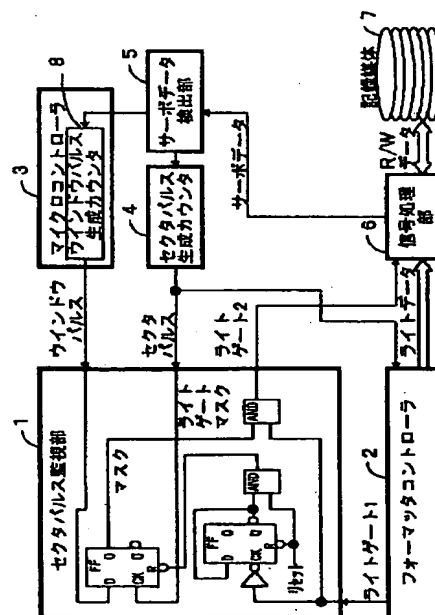 1
セクタパルス監視部
マスク
ライト
ゲート
マスク
D
FF
Q
CK
R
Q
AND
AND
D
FF
Q
CK
R
Q
リセット
ウインドウ
パルス
セクタ
パルス
ライト
ゲート2
3
マイクロコントローラ
8
ウインドウパルス
生成カウンタ
4
セクタパルス
生成カウンタ
5
サーボデータ
検出部
サーボデータ
2
フォーマッタコントローラ
ライトゲート1
ライトデータ
6
信号処理
部
R/W
データ
7
記憶媒体